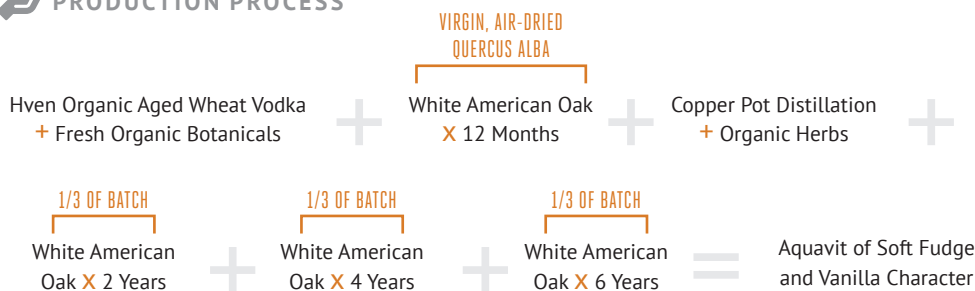 PRODUCTION PROCESS
VIRGIN, AIR-DRIED
QUERCUS ALBA
Hven Organic Aged Wheat Vodka
+ Fresh Organic Botanicals
+
White American Oak
X 12 Months
+
Copper Pot Distillation
+ Organic Herbs
+
1/3 OF BATCH
White American
Oak X 2 Years
+
1/3 OF BATCH
White American
Oak X 4 Years
+
1/3 OF BATCH
White American
Oak X 6 Years
=
Aquavit of Soft Fudge
and Vanilla Character